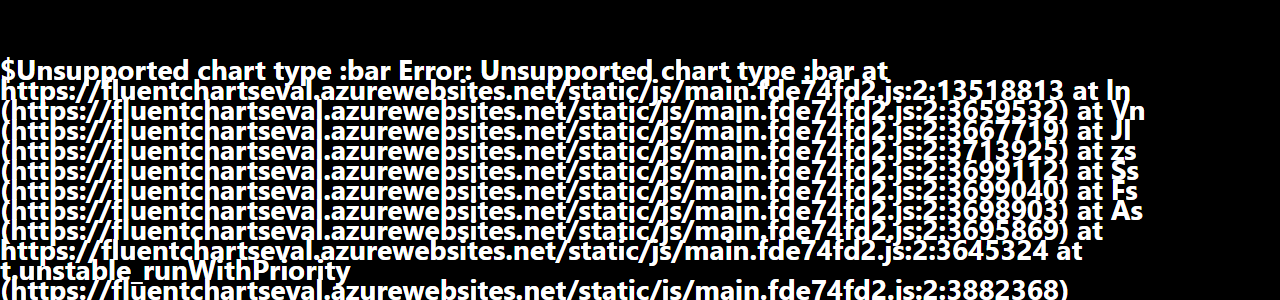 $Unsupported chart type :bar Error: Unsupported chart type :bar at
https://fluentchartseval.azurewebsites.net/static/js/main.fde74fd2.js:2:13518813 at ln
(https://fluentchartseval.azurewebsites.net/static/js/main.fde74fd2.js:2:3659532) at Vn
(https://fluentchartseval.azurewebsites.net/static/js/main.fde74fd2.js:2:3667719) at Jl
(https://fluentchartseval.azurewebsites.net/static/js/main.fde74fd2.js:2:3713925) at zs
(https://fluentchartseval.azurewebsites.net/static/js/main.fde74fd2.js:2:3699112) at Ss
(https://fluentchartseval.azurewebsites.net/static/js/main.fde74fd2.js:2:3699040) at Fs
(https://fluentchartseval.azurewebsites.net/static/js/main.fde74fd2.js:2:3698903) at As
(https://fluentchartseval.azurewebsites.net/static/js/main.fde74fd2.js:2:3695869) at
https://fluentchartseval.azurewebsites.net/static/js/main.fde74fd2.js:2:3645324 at
t.unstable_runWithPriority
(https://fluentchartseval.azurewebsites.net/static/js/main.fde74fd2.js:2:3882368)